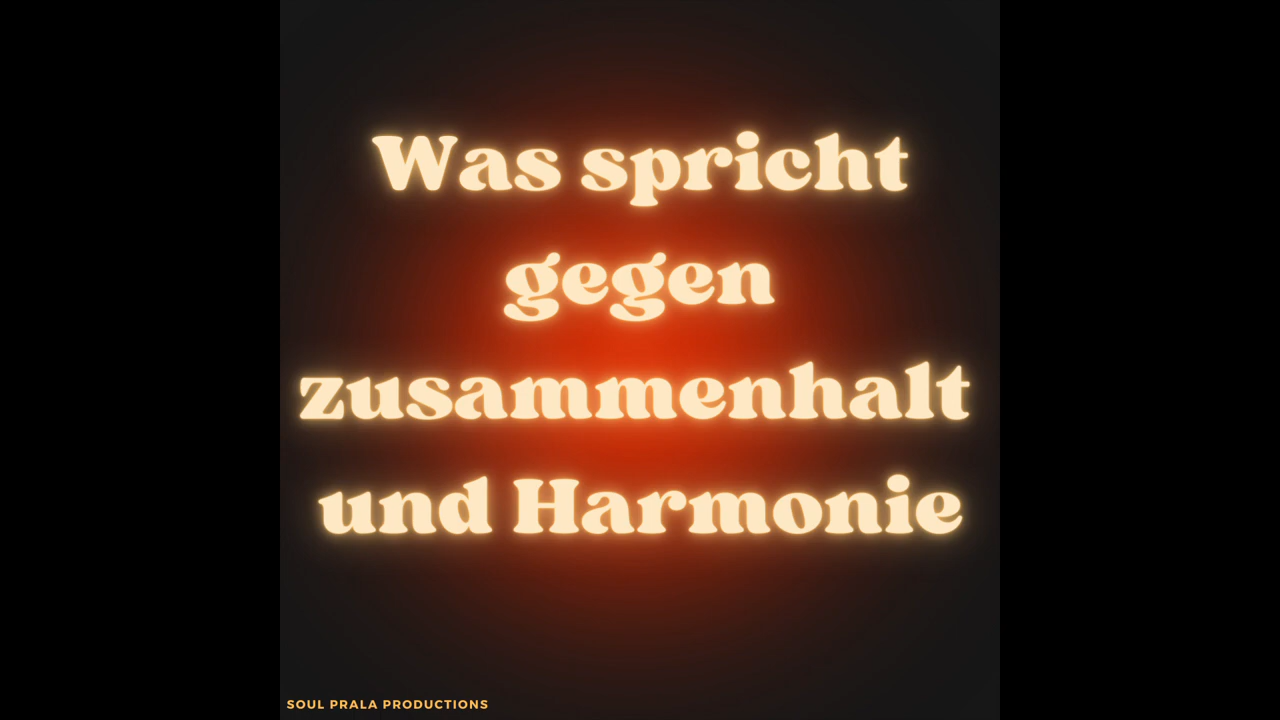 Was spricht
gegen
zusammenhalt
und Harmonie
SOUL PRALA PRODUCTIONS